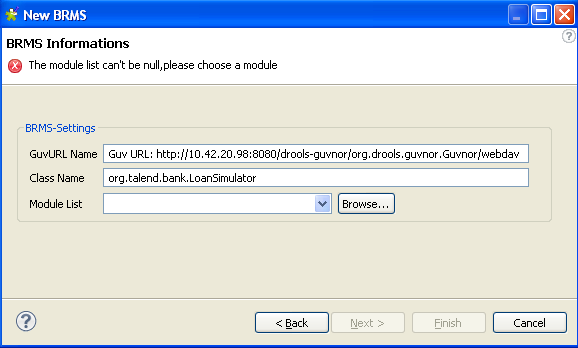 New BRMS
BRMS Informations
The module list can't be null,please choose a module
BRMS-Settings
GuvURL Name Guv URL: http://10.42.20.98:8080/drools-guvnor/org.drools.guvnor.Guvnor/webdav
Class Name org.talend.bank.LoanSimulator
Module List Browse...
< Back Next > Finish Cancel